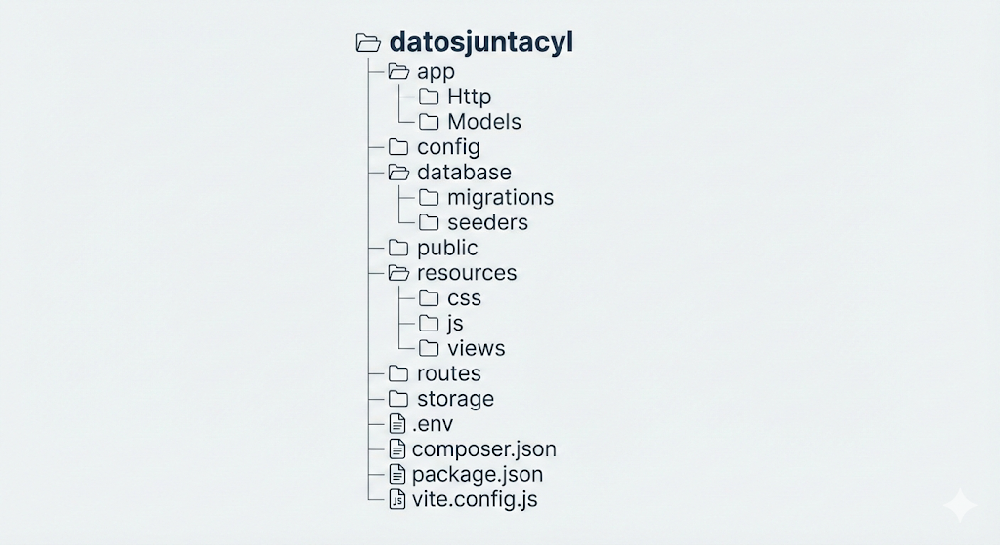 datosjuntacyl
app
Http
Models
config
database
migrations
seeders
public
resources
css
js
views
routes
storage
.env
composer.json
package.json
JS vite.config.js